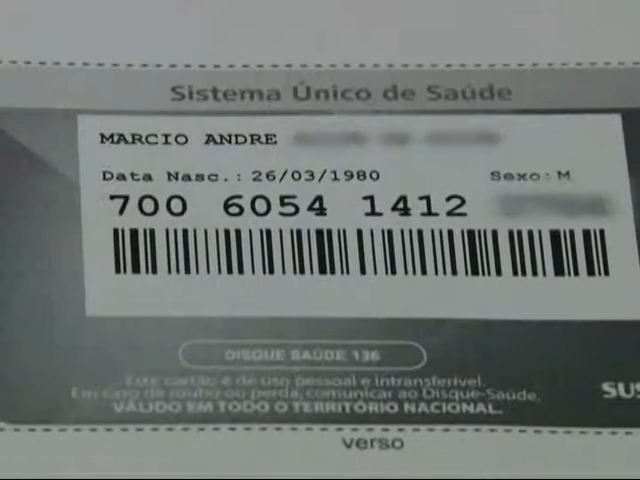 Sistema Único de Saúde
MARCIO ANDRE
Data Nasc.: 26/03/1980 Sexo: M
700 6054 1412
DISQUE SAÚDE 136
Este cartão é de uso pessoal e intransferível.
Em caso de roubo ou perda, comunicar ao Disque-Saúde,
VÁLIDO EM TODO O TERRITÓRIO NACIONAL.
SUS
verso